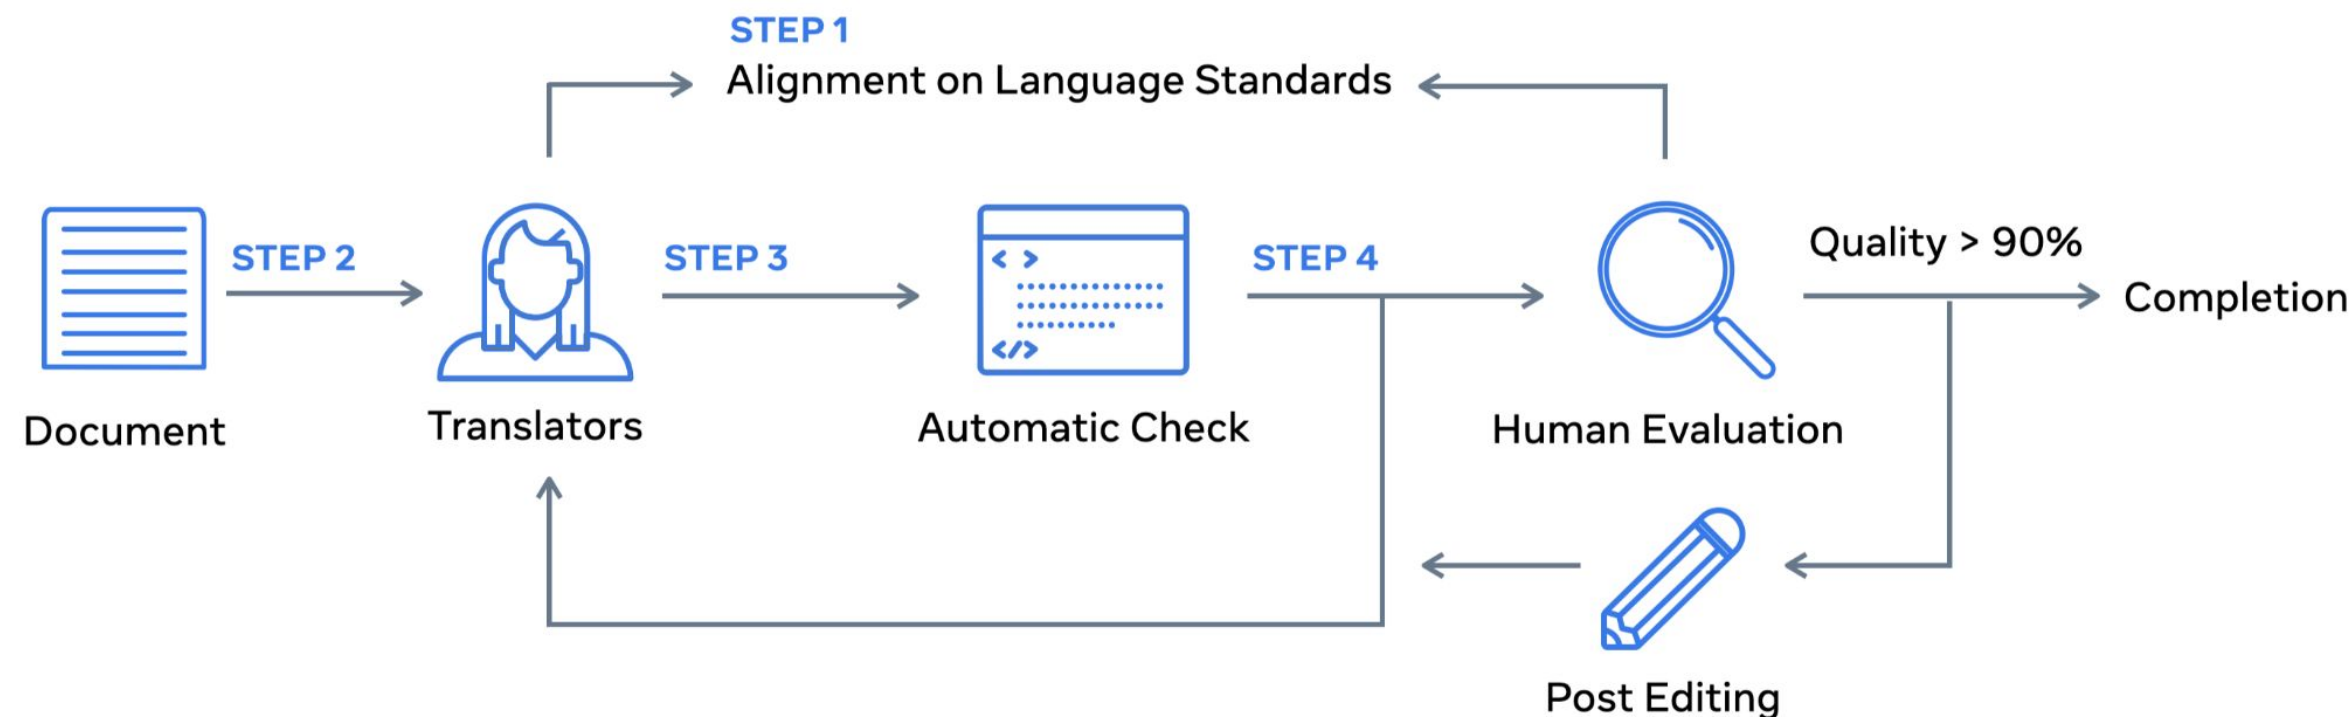 STEP 1
Alignment on Language Standards
STEP 2
STEP 3
STEP 4
Quality > 90%
Completion
< >
</>
Document
Translators
Automatic Check
Human Evaluation
Post Editing